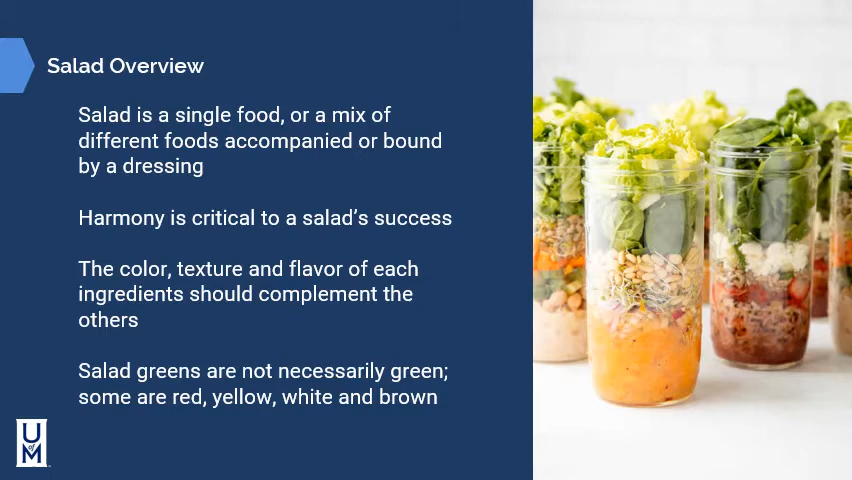 Salad Overview
Salad is a single food, or a mix of
different foods accompanied or bound
by a dressing
Harmony is critical to a salad's success
The color, texture and flavor of each
ingredients should complement the
others
Salad greens are not necessarily green;
some are red, yellow, white and brown
U
of
M